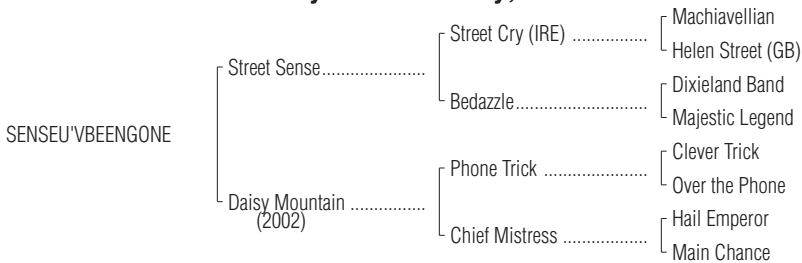 Machiavellian
Street Cry (IRE) ................
Helen Street (GB)
Street Sense......................
Dixieland Band
Bedazzle............................
Majestic Legend
SENSEU'VBEENGONE
Clever Trick
Phone Trick ......................
Over the Phone
Daisy Mountain ................
(2002)
Hail Emperor
Chief Mistress ..................
Main Chance